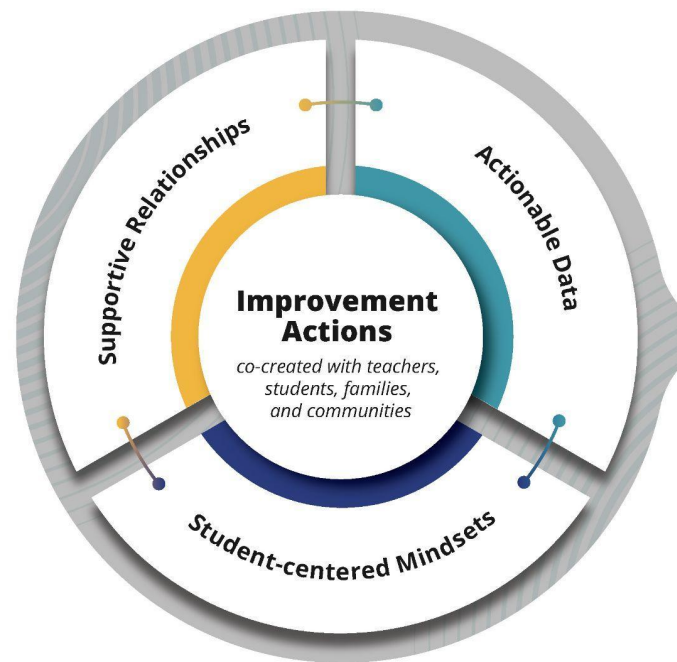 Supportive Relationships
Actionable Data
Improvement
Actions
co-created with teachers,
students, families,
and communities
Student-centered Mindsets